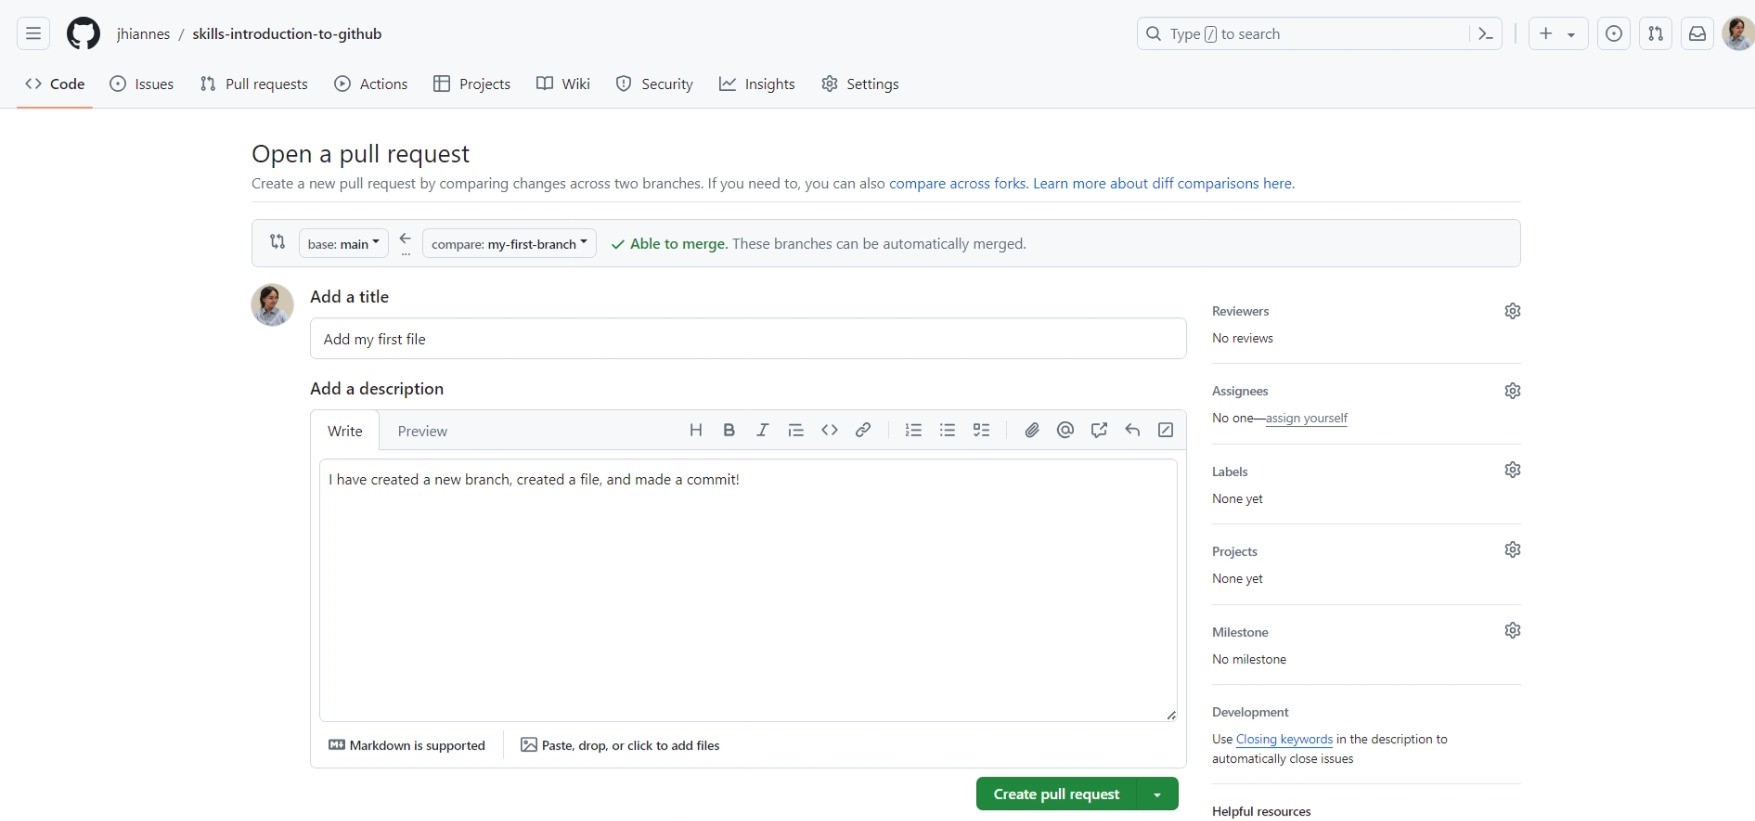 jhiannes / skills-introduction-to-github
Type / to search
Code Issues Pull requests Actions Projects Wiki Security Insights Settings
Open a pull request
Create a new pull request by comparing changes across two branches. If you need to, you can also compare across forks. Learn more about diff comparisons here.
base: main compare: my-first-branch Able to merge. These branches can be automatically merged.
Add a title
Add my first file
Add a description
Write Preview
I have created a new branch, created a file, and made a commit!
Markdown is supported Paste, drop, or click to add files
Create pull request
Reviewers
No reviews
Assignees
No one—assign yourself
Labels
None yet
Projects
None yet
Milestone
No milestone
Development
Use Closing keywords in the description to
automatically close issues
Helpful resources